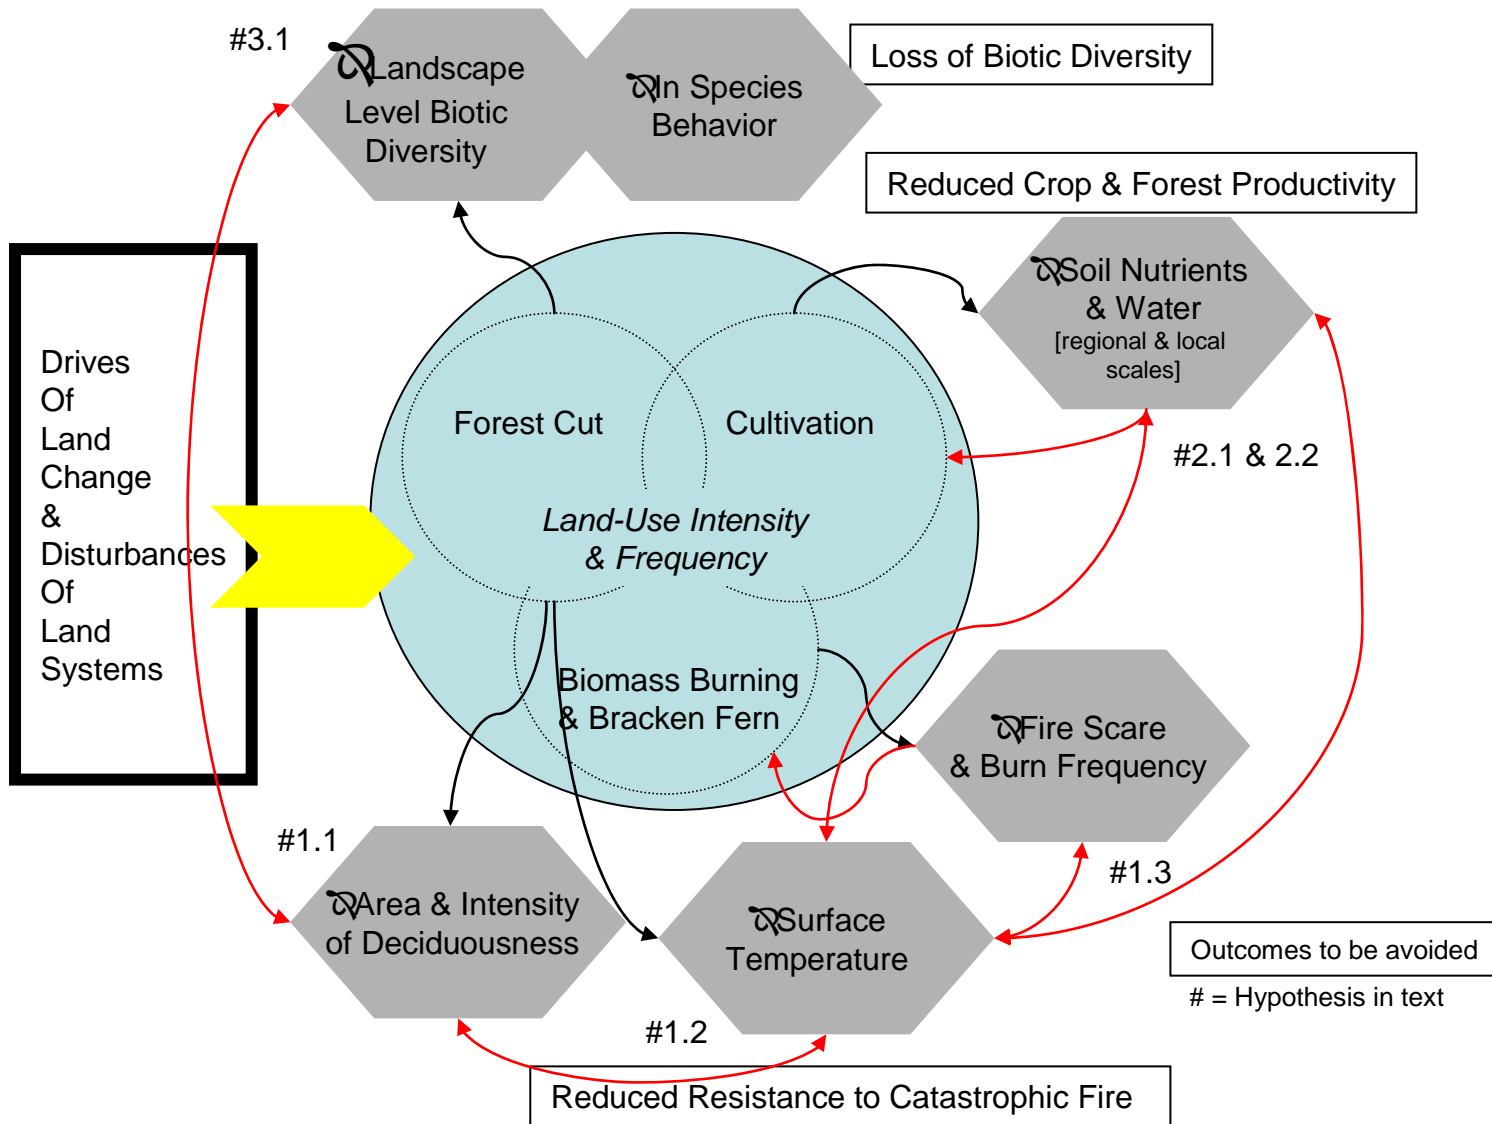 #3.1
Landscape
Level Biotic
Diversity
In Species
Behavior
Loss of Biotic Diversity
Reduced Crop & Forest Productivity
Soil Nutrients
& Water
[regional & local
scales]
Drives
Of
Land
Change
&
Disturbances
Of
Land
Systems
Forest Cut
Cultivation
#2.1 & 2.2
Land-Use Intensity
& Frequency
Biomass Burning
& Bracken Fern
Fire Scare
& Burn Frequency
#1.1
#1.3
Area & Intensity
of Deciduousness
Surface
Temperature
Outcomes to be avoided
# = Hypothesis in text
#1.2
Reduced Resistance to Catastrophic Fire